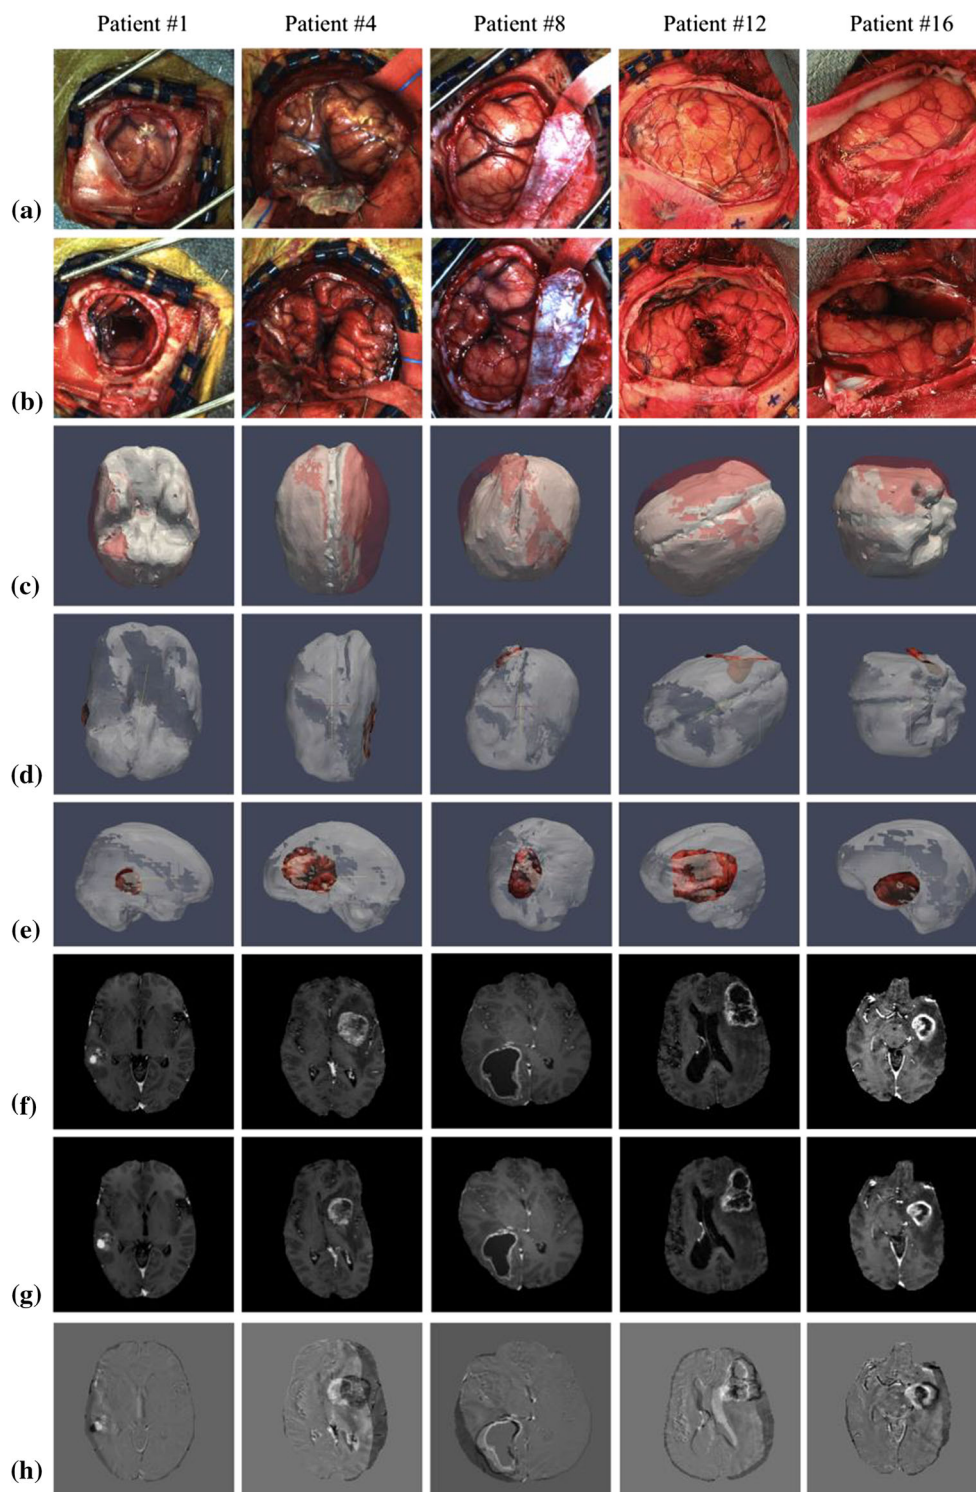 Patient #1 Patient #4 Patient #8 Patient #12 Patient #16
(a)
(b)
(c)
(d)
(e)
(f)
(g)
(h)